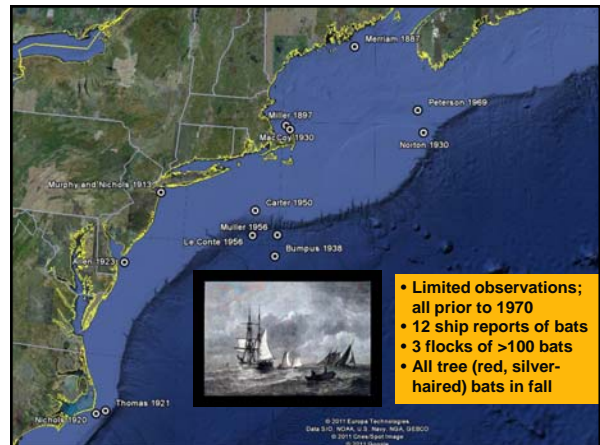 Merriam 1887
Peterson 1969
Miller 1897
MacCoy 1930
Norton 1930
Murphy and Nichols 1913
Carter 1950
Muller 1956
Le Conte 1956
Bumpus 1938
Allen 1923
• Limited observations;
all prior to 1970
• 12 ship reports of bats
• 3 flocks of >100 bats
• All tree (red, silver-
haired) bats in fall
Thomas 1921
Nichols 1920
© 2011 Europa Technologies
Data SIO, NOAA, U.S. Navy, NGA, GEBCO
© 2011 Cnes/Spot Image
© 2011 Google